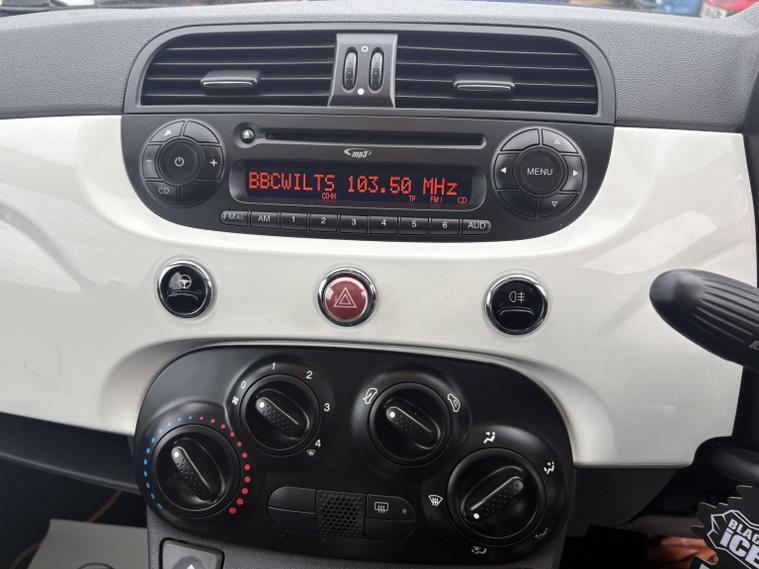 mp3
BBCWILTS 103.50 MHz
CD-IN TP FM1 CD
CD
MENU
FM AS AM 1 2 3 4 5 6 AUD
0 1 2 3 4
BLACK
ICE